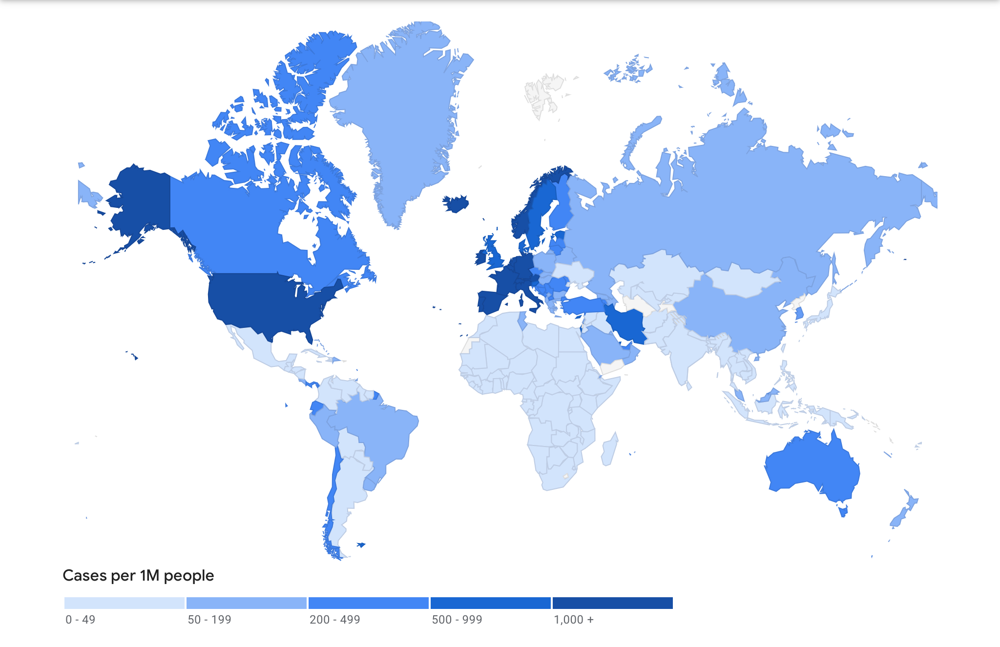 Cases per 1M people
0 - 49
50 - 199
200 - 499
500 - 999
1,000 +